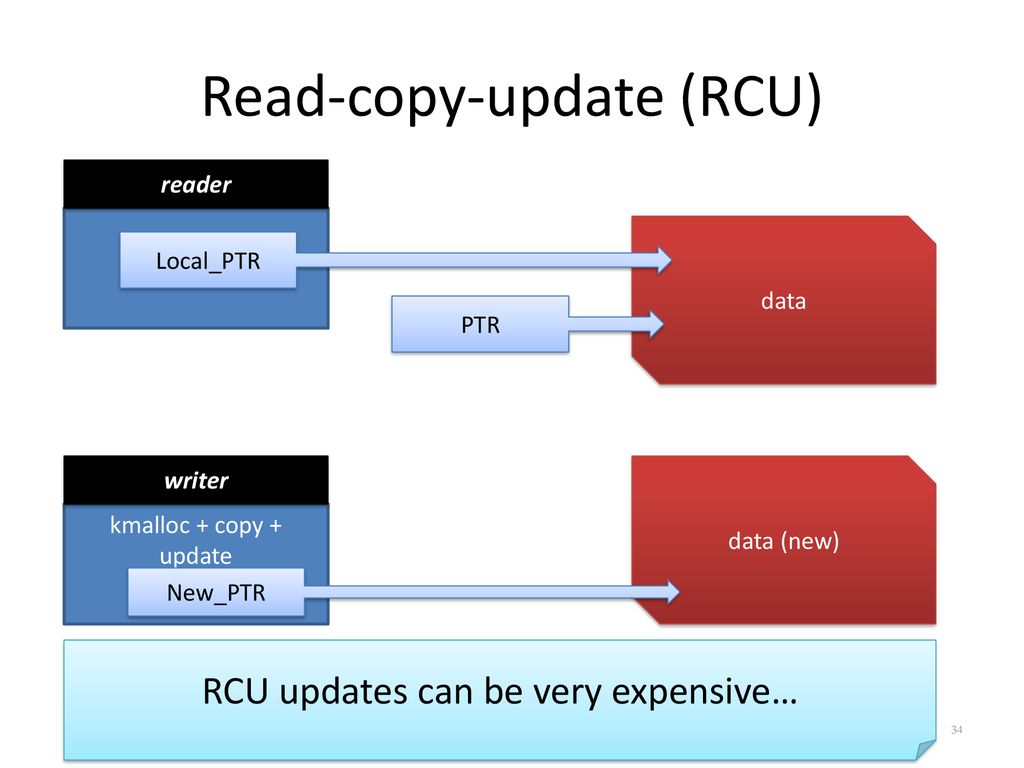 Read-copy-update (RCU)
reader
Local_PTR
data
PTR
writer
kmalloc + copy +
update
data (new)
New_PTR
RCU updates can be very expensive…
34